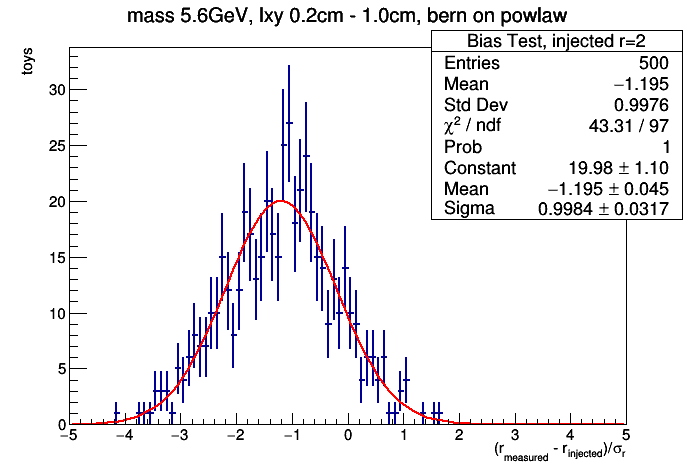 mass 5.6GeV, lxy 0.2cm - 1.0cm, bern on powlaw
Bias Test, injected r=2
Entries 500
Mean −1.195
Std Dev 0.9976
χ² / ndf 43.31 / 97
Prob 1
Constant 19.98 ± 1.10
Mean −1.195 ± 0.045
Sigma 0.9984 ± 0.0317
toys
30
25
20
15
10
5
0
−5 −4 −3 −2 −1 0 1 2 3 4 5
(r_measured - r_injected)/σ_r